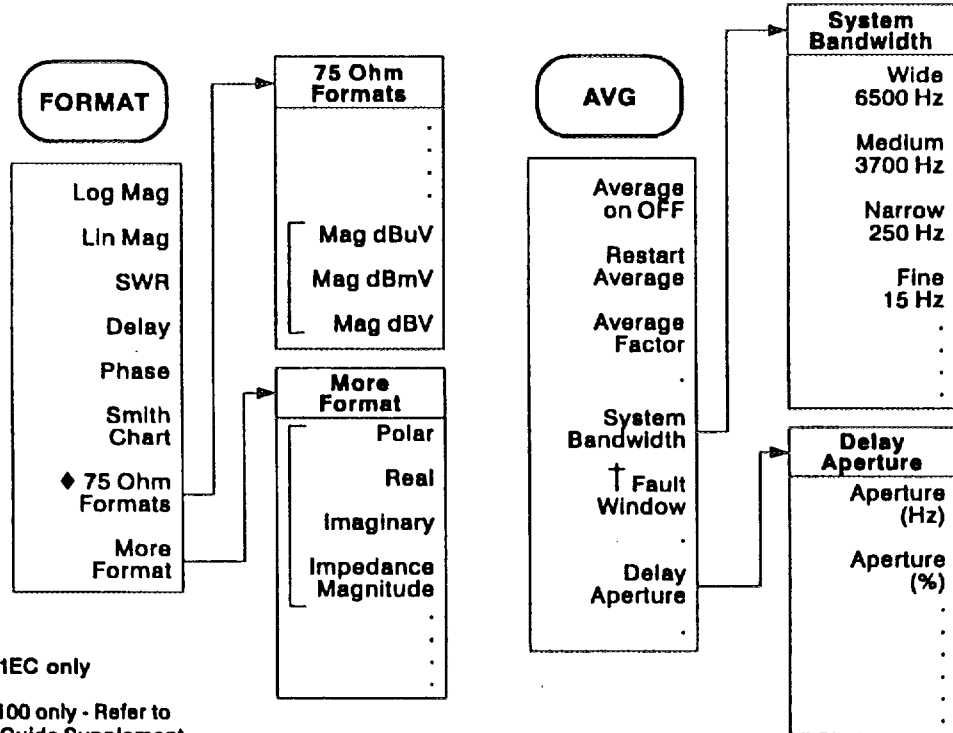 FORMAT
Log Mag
Lin Mag
SWR
Delay
Phase
Smith
Chart
♦ 75 Ohm
Formats
More
Format
75 Ohm
Formats
.
.
.
.
Mag dBuV
Mag dBmV
Mag dBV
More
Format
Polar
Real
Imaginary
Impedance
Magnitude
.
.
.
.
AVG
Average
on OFF
Restart
Average
Average
Factor
.
System
Bandwidth
† Fault
Window
.
Delay
Aperture
.
System
Bandwidth
Wide
6500 Hz
Medium
3700 Hz
Narrow
250 Hz
Fine
15 Hz
.
.
.
.
Delay
Aperture
Aperture
(Hz)
Aperture
(%)
.
.
.
.
.
.
1EC only
100 only - Refer to
Guide Supplement